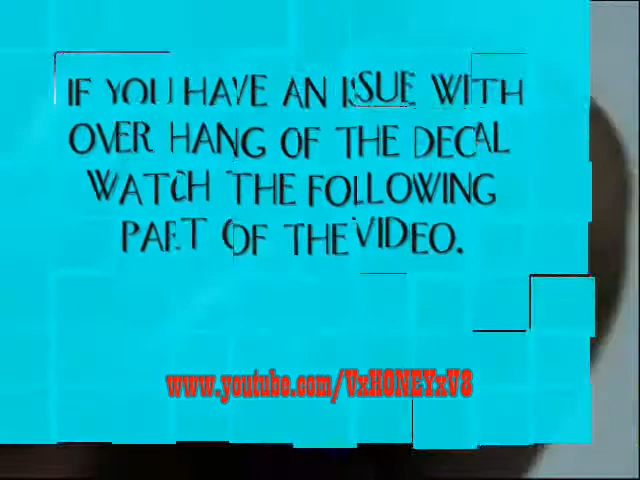 IF YOU HAVE AN ISSUE WITH
OVER HANG OF THE DECAL
WATCH THE FOLLOWING
PART OF THE VIDEO.
www.youtube.com/VxHONEYxV8